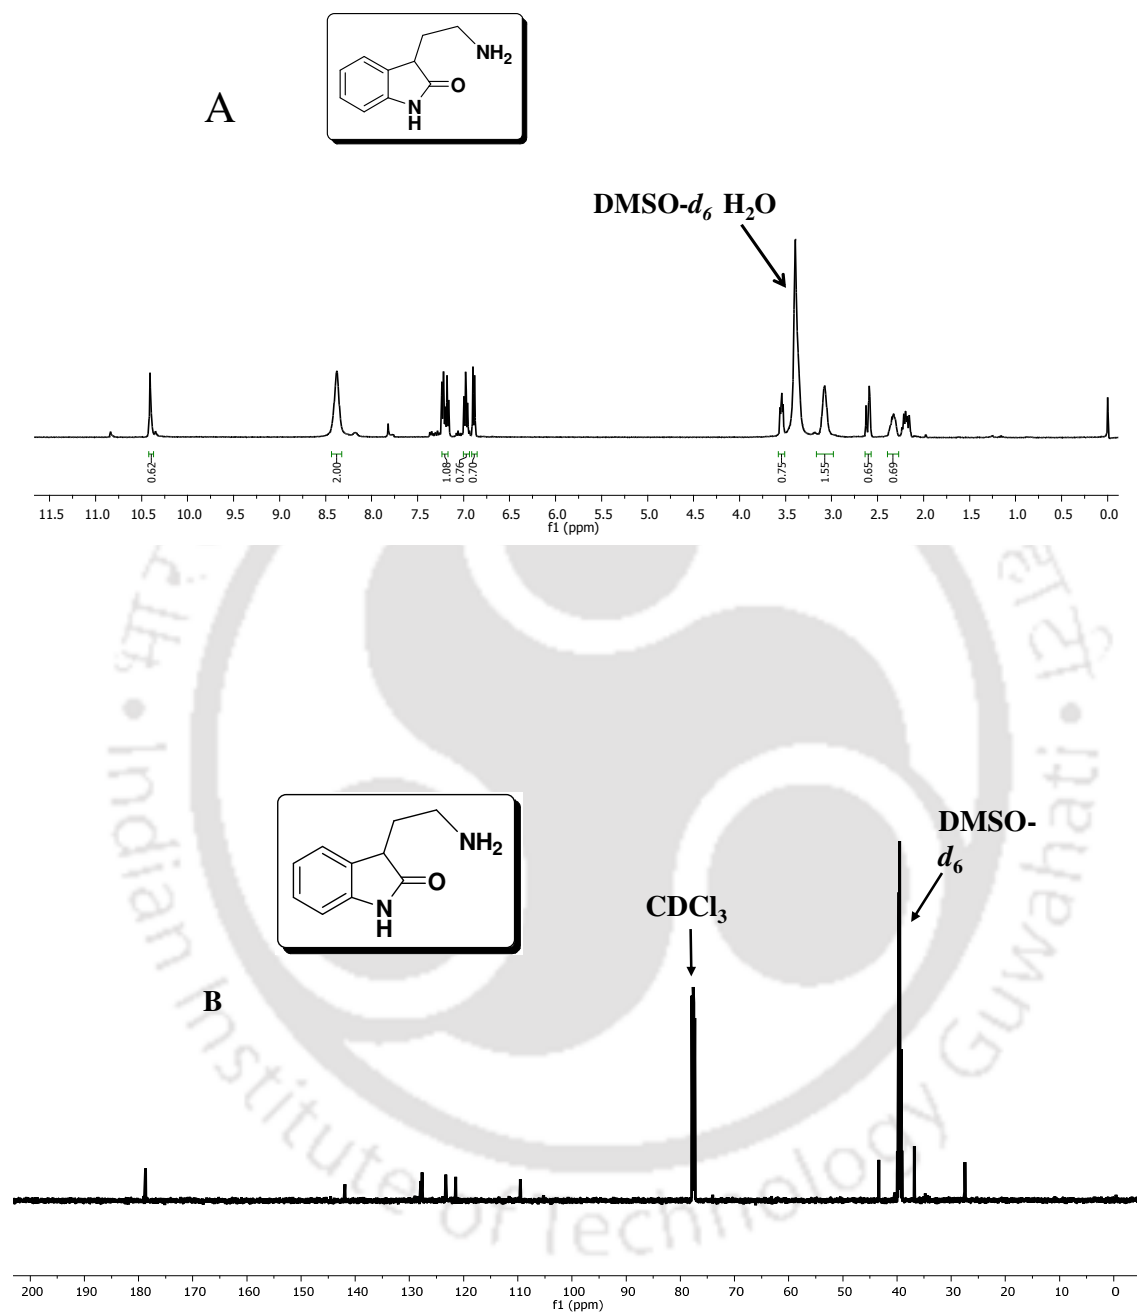 NH2
O
N
H
A
DMSO-d6 H2O
0.62
2.00
1.08
0.76
0.70
0.75
1.55
0.65
0.69
11.5 11.0 10.5 10.0 9.5 9.0 8.5 8.0 7.5 7.0 6.5 6.0 5.5 5.0 4.5 4.0 3.5 3.0 2.5 2.0 1.5 1.0 0.5 0.0
f1 (ppm)
NH2
O
N
H
B
CDCl3
DMSO-
d6
Indian Institute of Technology Guwahati
200 190 180 170 160 150 140 130 120 110 100 90 80 70 60 50 40 30 20 10 0
f1 (ppm)